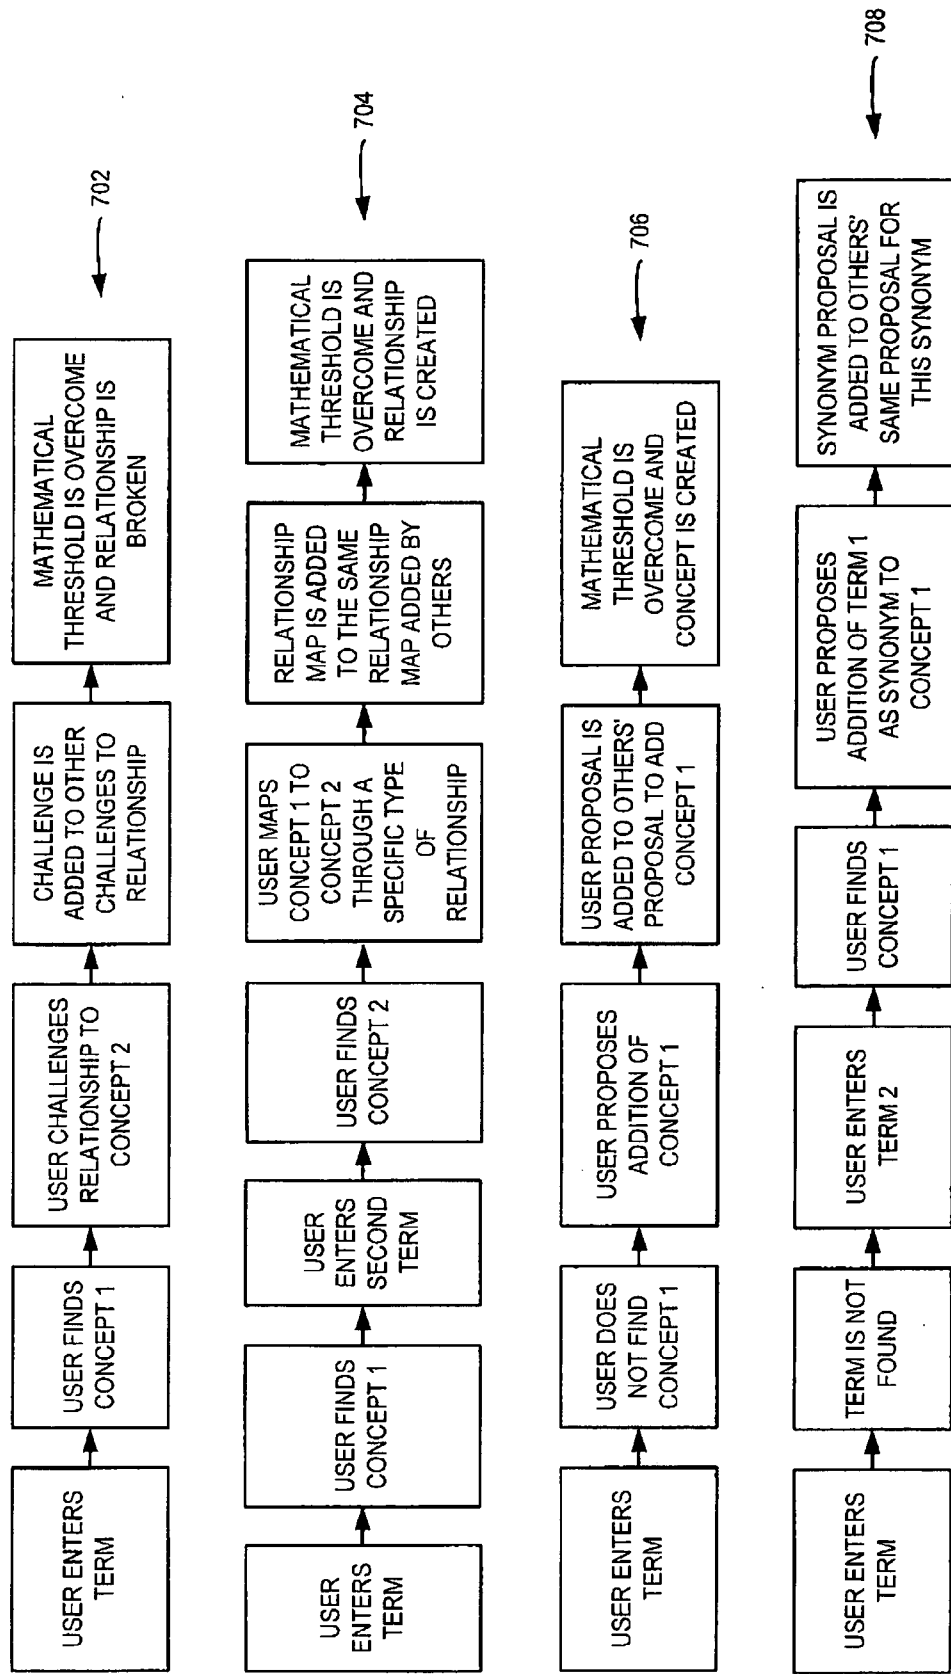 USER ENTERS
TERM
USER FINDS
CONCEPT 1
USER CHALLENGES
RELATIONSHIP TO
CONCEPT 2
CHALLENGE IS
ADDED TO OTHER
CHALLENGES TO
RELATIONSHIP
MATHEMATICAL
THRESHOLD IS OVERCOME
AND RELATIONSHIP IS
BROKEN
702
USER
ENTERS
TERM
USER FINDS
CONCEPT 1
USER
ENTERS
SECOND
TERM
USER FINDS
CONCEPT 2
USER MAPS
CONCEPT 1 TO
CONCEPT 2
THROUGH A
SPECIFIC TYPE
OF
RELATIONSHIP
RELATIONSHIP
MAP IS ADDED
TO THE SAME
RELATIONSHIP
MAP ADDED BY
OTHERS
MATHEMATICAL
THRESHOLD IS
OVERCOME AND
RELATIONSHIP
IS CREATED
704
USER ENTERS
TERM
USER DOES
NOT FIND
CONCEPT 1
USER PROPOSES
ADDITION OF
CONCEPT 1
USER PROPOSAL IS
ADDED TO OTHERS'
PROPOSAL TO ADD
CONCEPT 1
MATHEMATICAL
THRESHOLD IS
OVERCOME AND
CONCEPT IS CREATED
706
USER ENTERS
TERM
TERM IS NOT
FOUND
USER ENTERS
TERM 2
USER FINDS
CONCEPT 1
USER PROPOSES
ADDITION OF TERM 1
AS SYNONYM TO
CONCEPT 1
SYNONYM PROPOSAL IS
ADDED TO OTHERS'
SAME PROPOSAL FOR
THIS SYNONYM
708